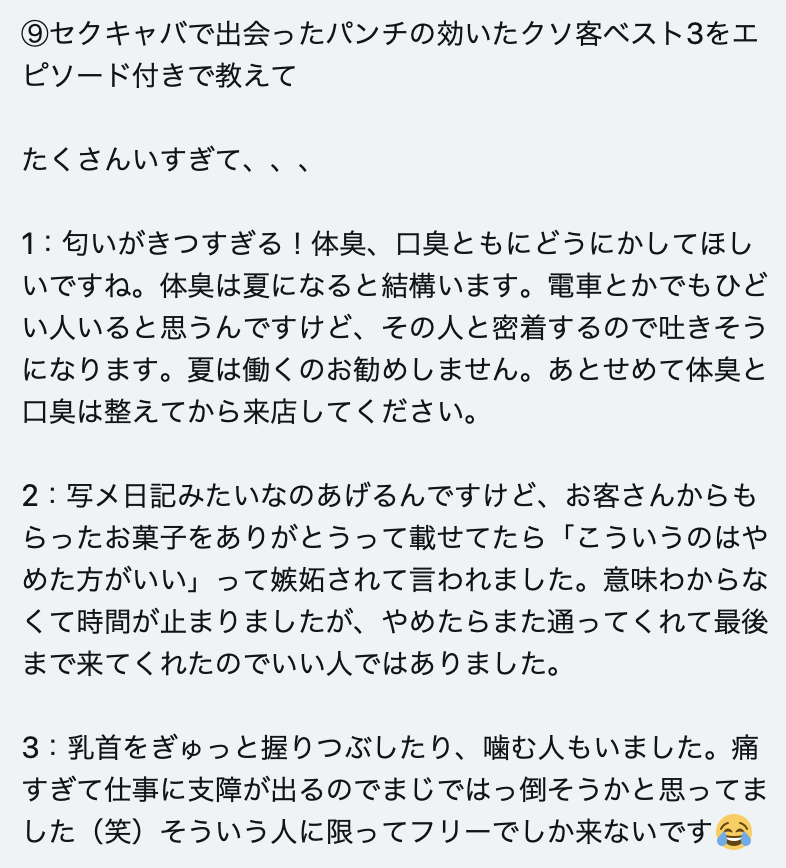 ⑨セクキャバで出会ったパンチの効いたクソ客ベスト3をエ
ピソード付きで教えて
たくさんいすぎて、、、
1：匂いがきつすぎる！体臭、口臭ともにどうにかしてほし
いですね。体臭は夏になると結構います。電車とかでもひど
い人いると思うんですけど、その人と密着するので吐きそう
になります。夏は働くのお勧めしません。あとせめて体臭と
口臭は整えてから来店してください。
2：写メ日記みたいなのあげるんですけど、お客さんからも
らったお菓子をありがとうって載せてたら「こういうのはや
めた方がいい」って嫉妬されて言われました。意味わからな
くて時間が止まりましたが、やめたらまた通ってくれて最後
まで来てくれたのでいい人ではありました。
3：乳首をぎゅっと握りつぶしたり、噛む人もいました。痛
すぎて仕事に支障が出るのでまじではっ倒そうかと思ってま
した（笑）そういう人に限ってフリーでしか来ないです😂